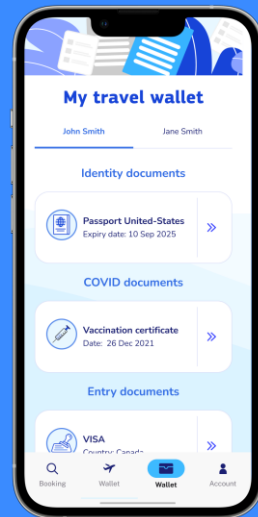 My travel wallet
John Smith Jane Smith
Identity documents
Passport United-States
Expiry date: 10 Sep 2025
COVID documents
Vaccination certificate
Date: 26 Dec 2021
Entry documents
VISA
Country: Canada
Booking Wallet Wallet Account